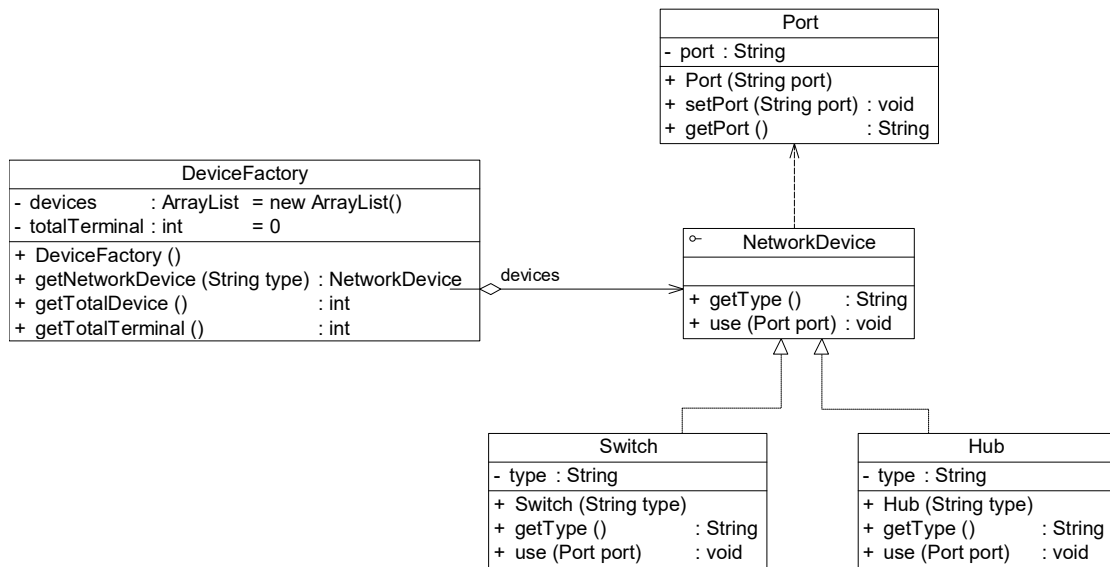 Port
- port : String
+ Port (String port)
+ setPort (String port) : void
+ getPort () : String
DeviceFactory
- devices : ArrayList = new ArrayList()
- totalTerminal : int = 0
+ DeviceFactory ()
+ getNetworkDevice (String type) : NetworkDevice
+ getTotalDevice () : int
+ getTotalTerminal () : int
devices
NetworkDevice
+ getType () : String
+ use (Port port) : void
Switch
- type : String
+ Switch (String type)
+ getType () : String
+ use (Port port) : void
Hub
- type : String
+ Hub (String type)
+ getType () : String
+ use (Port port) : void